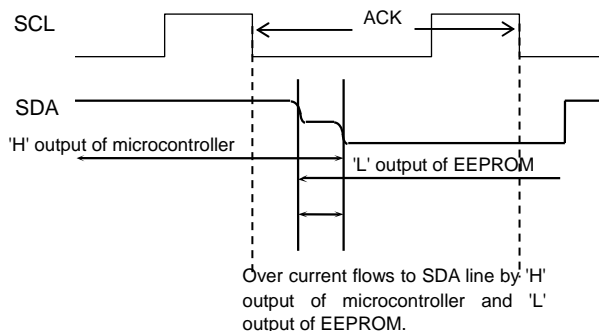 SCL
ACK
SDA
'H' output of microcontroller
'L' output of EEPROM
Over current flows to SDA line by 'H'
output of microcontroller and 'L'
output of EEPROM.